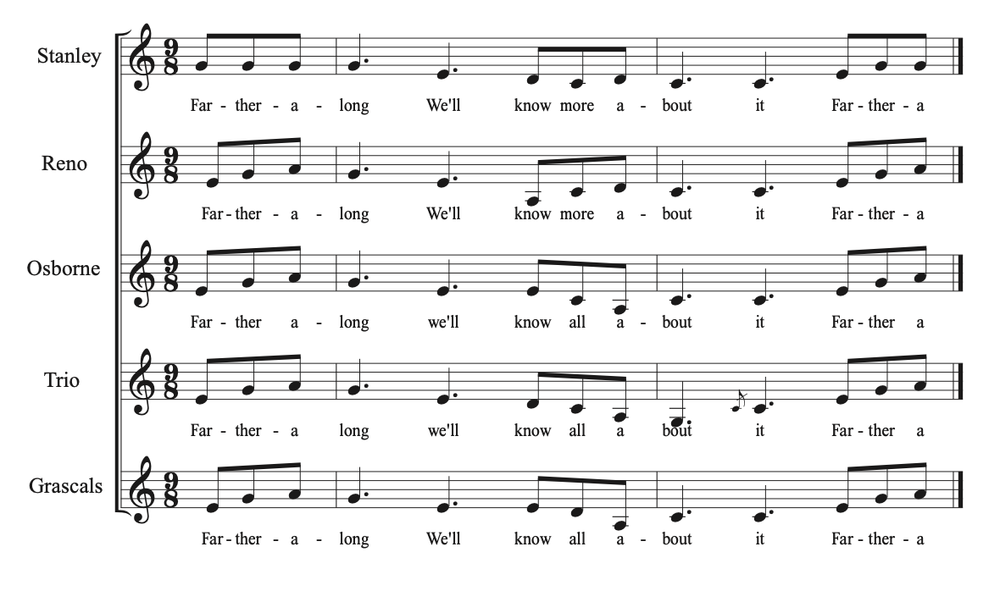 Stanley
9
8
Far - ther - a - long We'll know more a - bout it Far - ther - a
Reno
9
8
Far - ther - a - long We'll know more a - bout it Far - ther - a
Osborne
9
8
Far - ther a - long we'll know all a - bout it Far - ther a
Trio
9
8
Far - ther - a long we'll know all a bout it Far - ther a
Grascals
9
8
Far - ther - a - long We'll know all a - bout it Far - ther - a